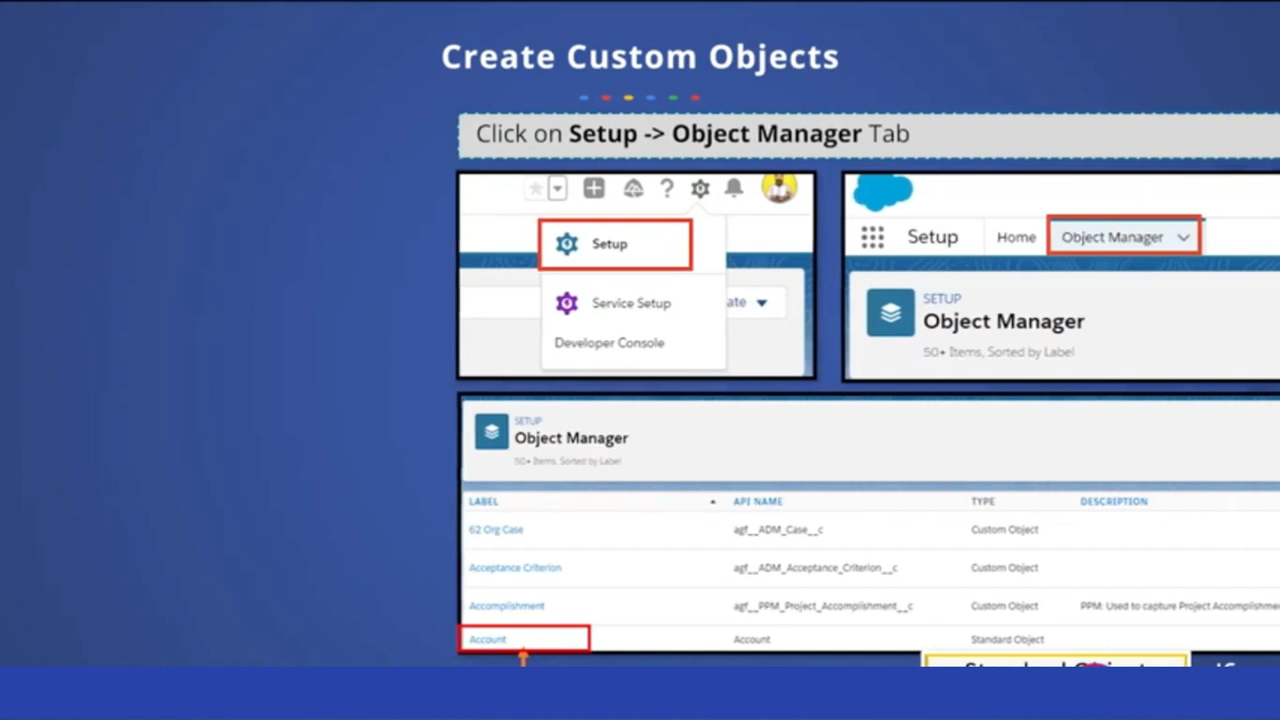 Create Custom Objects
Click on Setup -> Object Manager Tab
Setup
Service Setup
Developer Console
ate
Setup Home Object Manager
SETUP
Object Manager
50+ Items, Sorted by Label
SETUP
Object Manager
50+ Items, Sorted by Label
LABEL API NAME TYPE DESCRIPTION
62 Org Case agf__ADM_Case__c Custom Object
Acceptance Criterion agf__ADM_Acceptance_Criterion__c Custom Object
Accomplishment agf__PPM_Project_Accomplishment__c Custom Object PPM: Used to capture Project Accomplishme
Account Account Standard Object